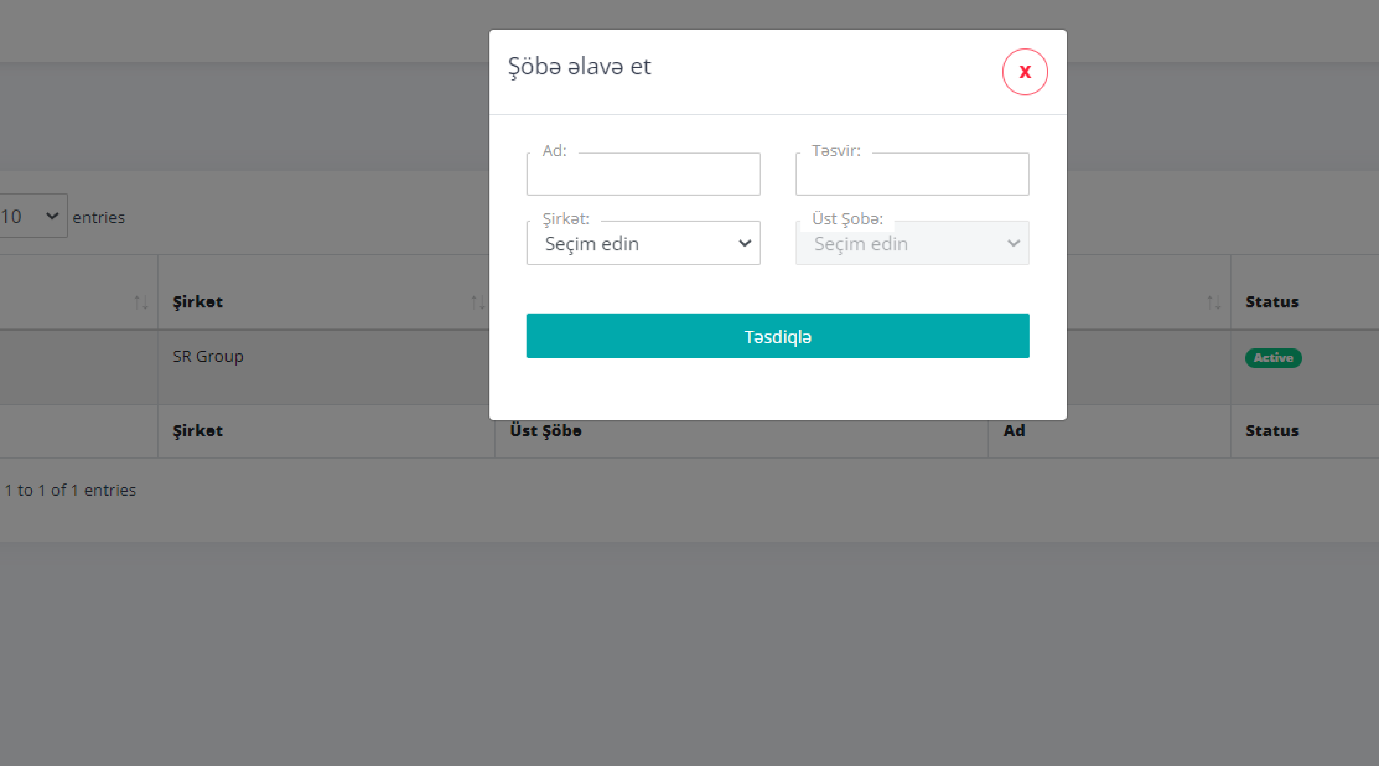 Şöbə əlavə et
x
Ad:
Təsvir:
Şirkət:
Seçim edin
Üst Şobə:
Seçim edin
Təsdiqlə
10 entries
Şirkət
Status
SR Group
Active
Şirkət Üst Şöbə Ad Status
1 to 1 of 1 entries